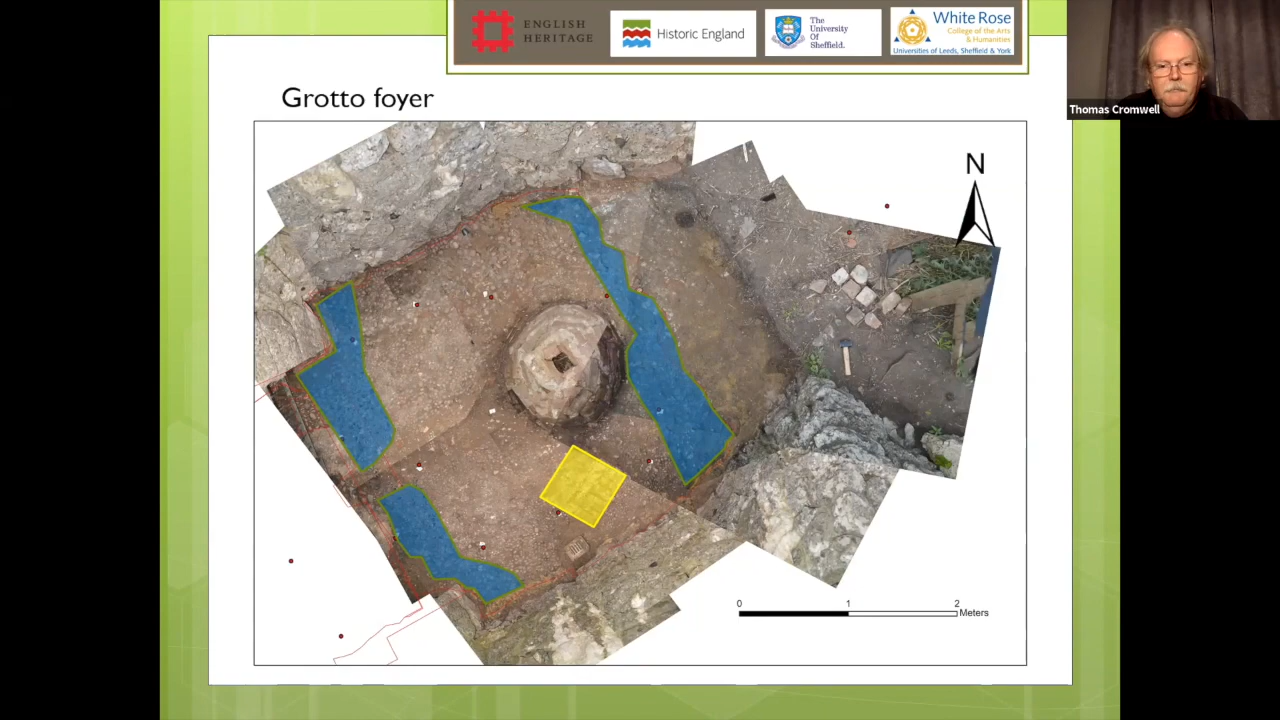 ENGLISH
HERITAGE
Historic England
The
University
Of
Sheffield.
White Rose
College of the Arts
& Humanities
Universities of Leeds, Sheffield & York
Thomas Cromwell
Grotto foyer
N
0 1 2
Meters